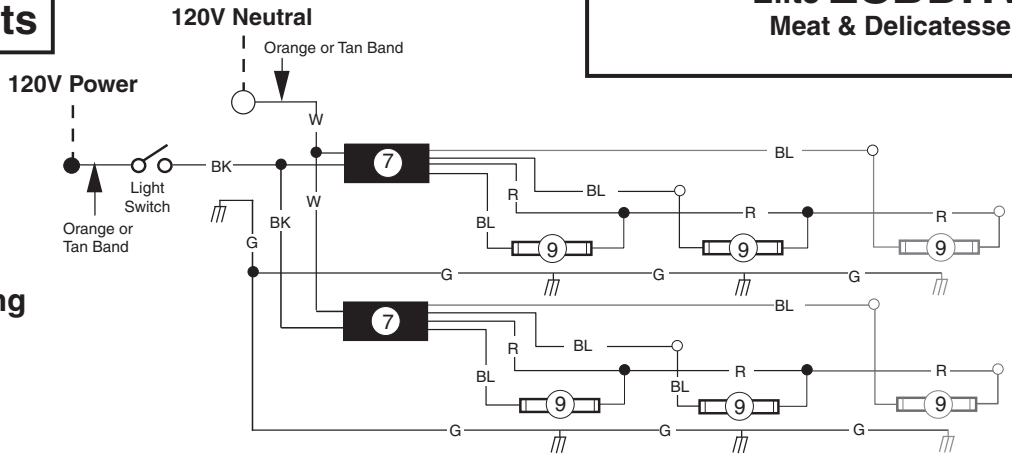 ts
120V Neutral
Meat & Delicatesse
Orange or Tan Band
120V Power
W
7
BL
BK
Light
Switch
W
R
BL
R
R
Orange or
Tan Band
BK
BL
G
9
9
9
G
G
G
ng
7
BL
R
BL
R
R
BL
BL
9
9
9
G
G
G